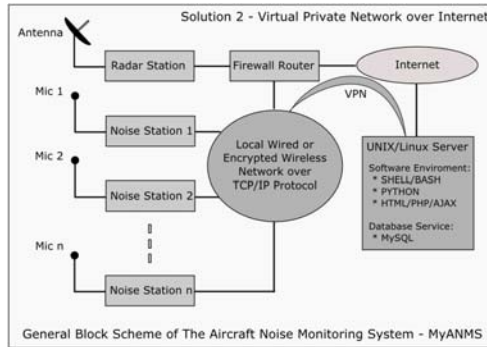 Solution 2 - Virtual Private Network over Internet
Antenna
Radar Station
Firewall Router
Internet
Mic 1
VPN
Noise Station 1
Mic 2
Local Wired or
Encrypted Wireless
Network over
TCP/IP Protocol
UNIX/Linux Server
Software Enviroment:
* SHELL/BASH
* PYTHON
* HTML/PHP/AJAX
Database Service:
* MySQL
Noise Station 2
Mic n
Noise Station n
General Block Scheme of The Aircraft Noise Monitoring System - MyANMS